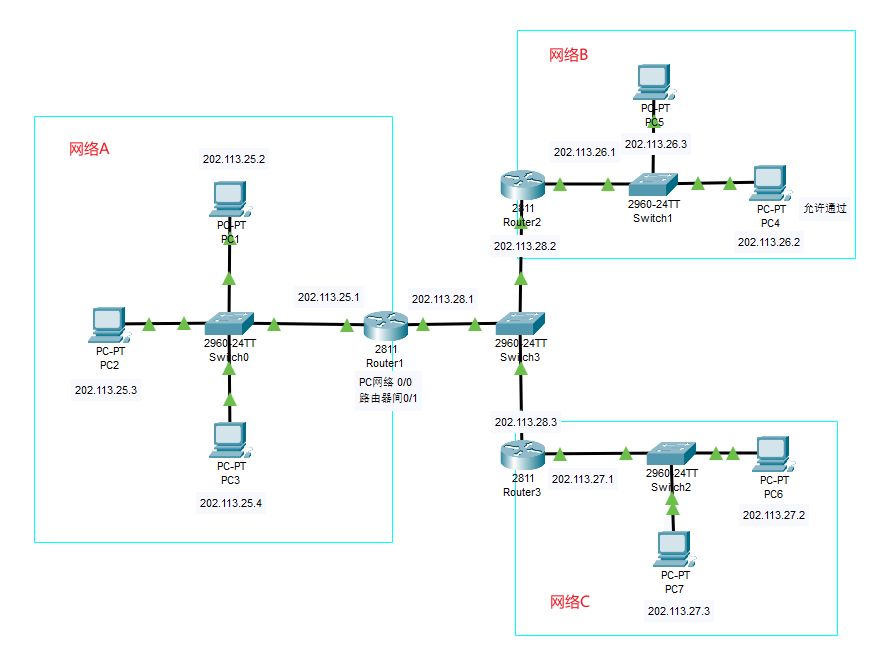 网络A
202.113.25.2
PC-PT
PC1
202.113.25.1
PC-PT
PC2
202.113.25.3
2960-24TT
Switch0
PC-PT
PC3
202.113.25.4
2811
Router1
PC网络 0/0
路由器间0/1
202.113.28.1
2960-24TT
Switch3
网络B
PC-PT
PC5
202.113.26.3
202.113.26.1
2811
Router2
202.113.28.2
2960-24TT
Switch1
PC-PT
PC4
允许通过
202.113.26.2
202.113.28.3
2811
Router3
202.113.27.1
2960-24TT
Switch2
PC-PT
PC6
202.113.27.2
PC-PT
PC7
202.113.27.3
网络C